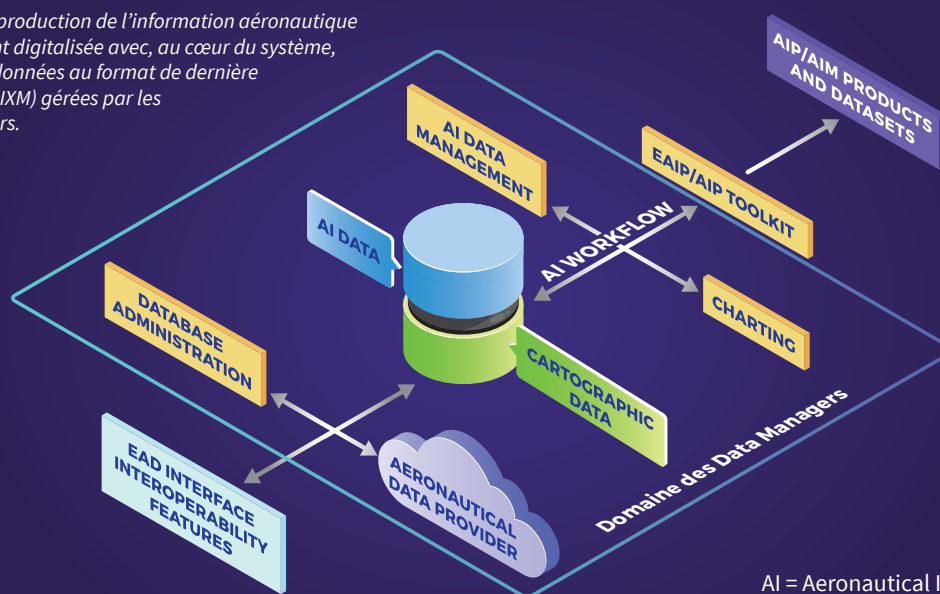 production de l’information aéronautique
nt digitalisée avec, au cœur du système,
données au format de dernière
IXM) gérées par les
rs.
AIP/AIM PRODUCTS
AND DATASETS
AI DATA
MANAGEMENT
EAIP/AIP TOOLKIT
AI DATA
AI WORKFLOW
DATABASE
ADMINISTRATION
CHARTING
CARTOGRAPHIC
DATA
EAD INTERFACE
INTEROPERABILITY
FEATURES
AERONAUTICAL
DATA PROVIDER
Domaine des Data Managers
AI = Aeronautical I